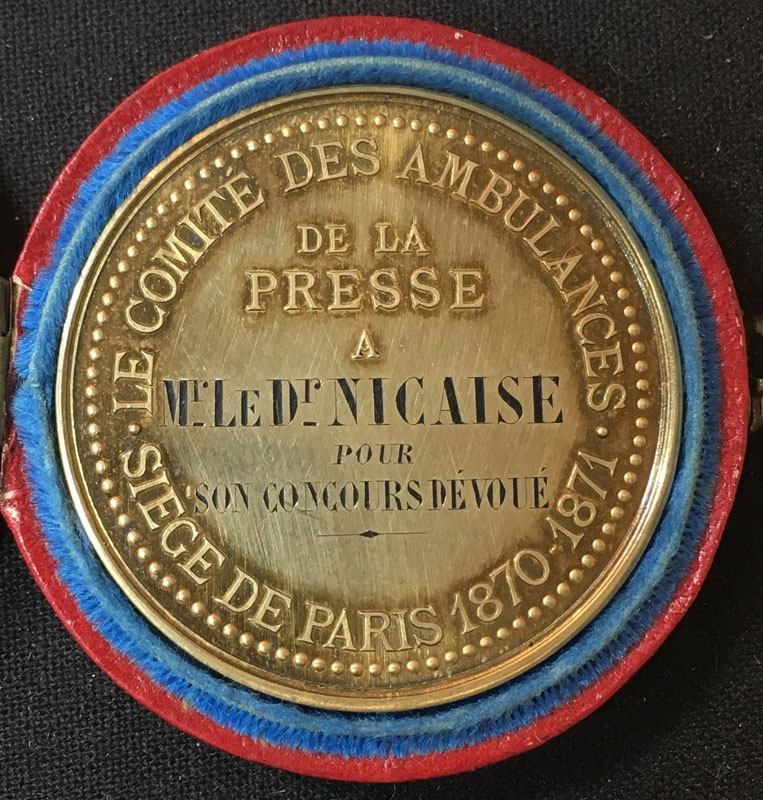 · LE COMITÉ DES AMBULANCES ·
DE LA
PRESSE
A
Mr. LE Dr. NICAISE
POUR
SON CONCOURS DÉVOUÉ
SIEGE DE PARIS 1870-1871